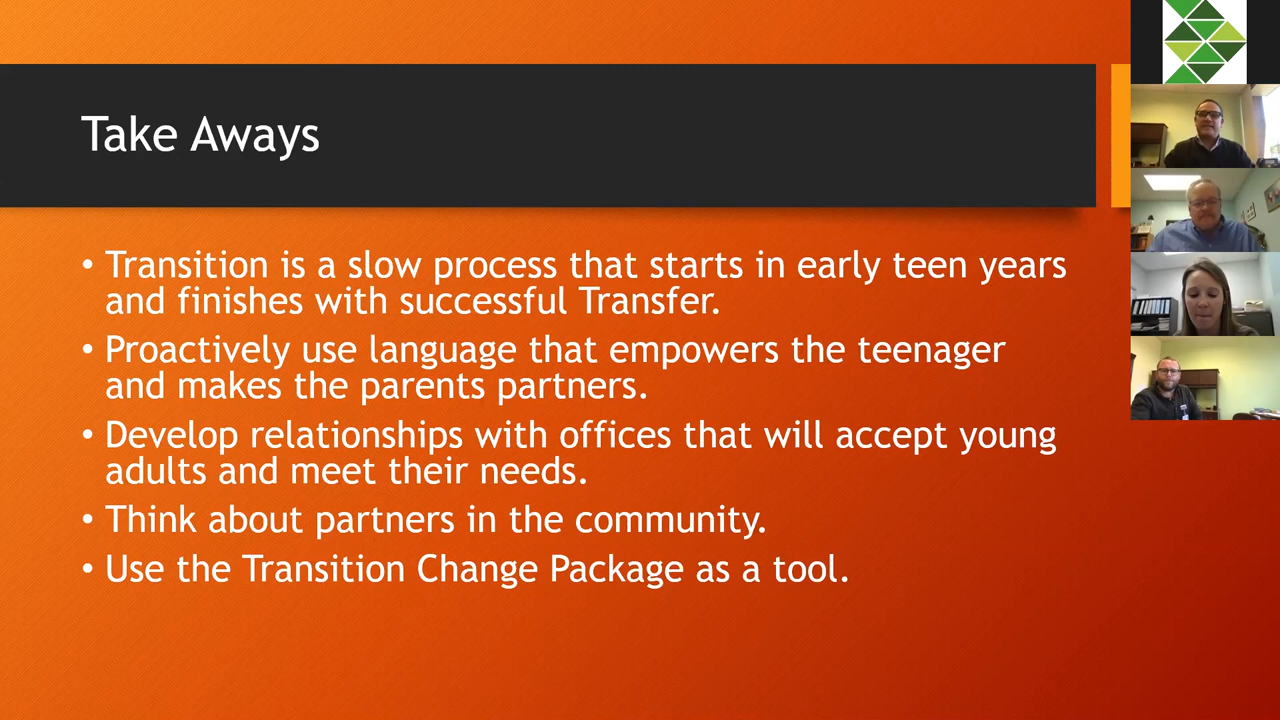 Take Aways
• Transition is a slow process that starts in early teen years
and finishes with successful Transfer.
• Proactively use language that empowers the teenager
and makes the parents partners.
• Develop relationships with offices that will accept young
adults and meet their needs.
• Think about partners in the community.
• Use the Transition Change Package as a tool.